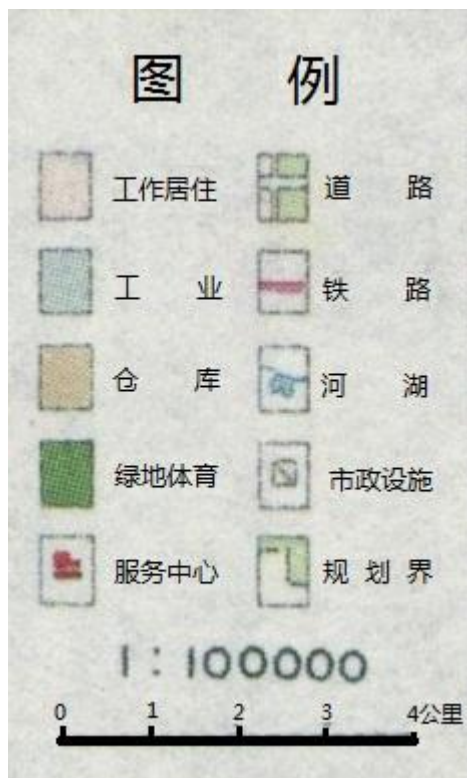 图 例
工作居住 道 路
工 业 铁 路
仓 库 河 湖
绿地体育 市政设施
服务中心 规 划 界
1:100000
0 1 2 3 4公里